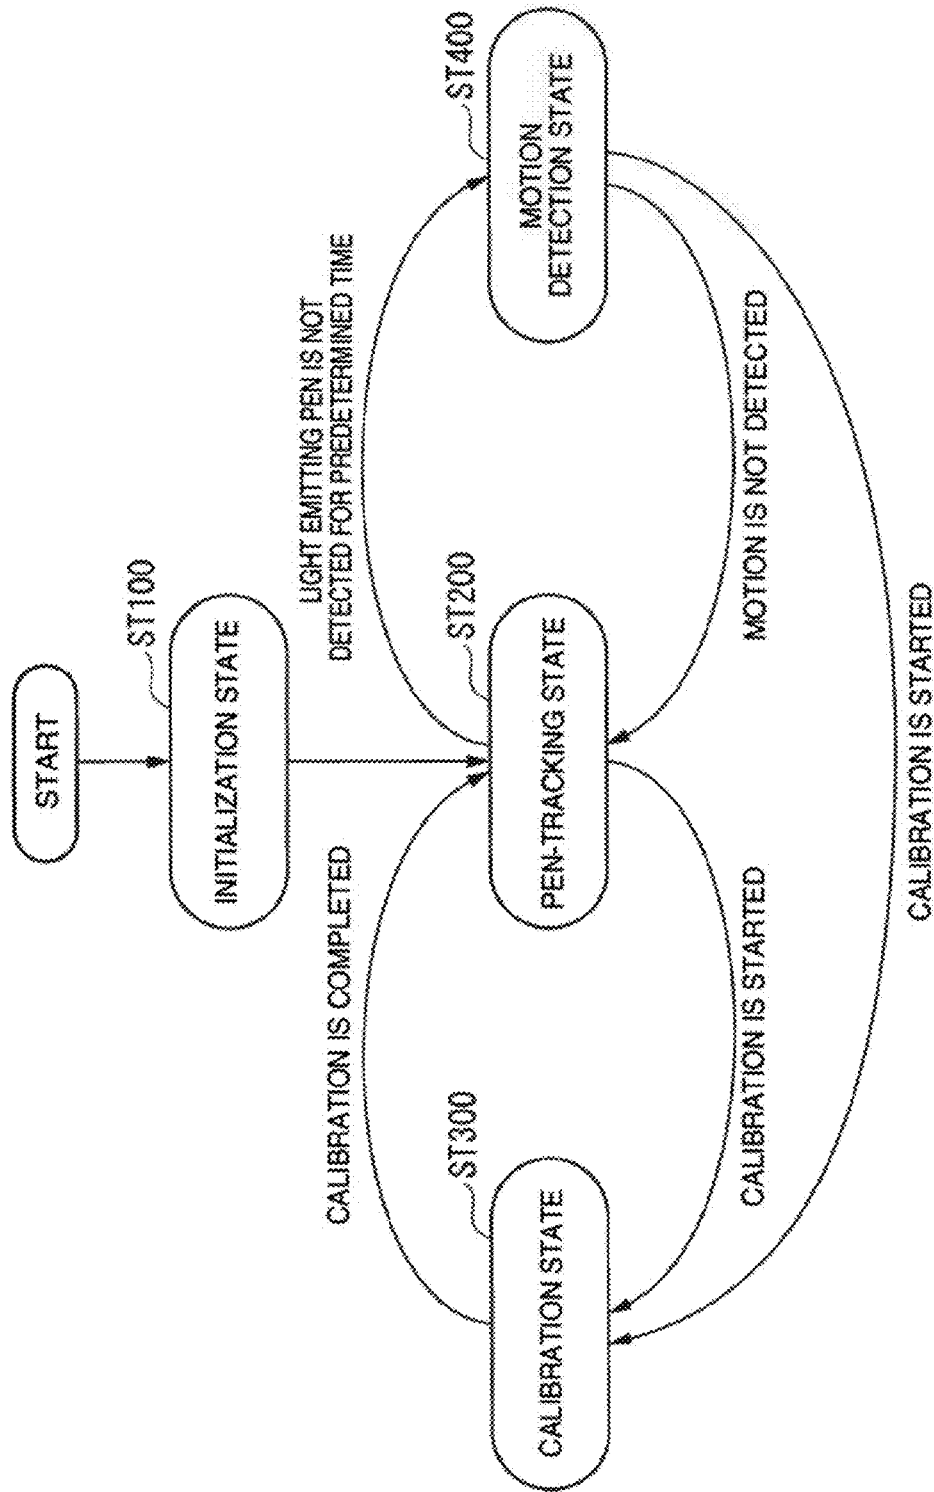 START
ST100
INITIALIZATION STATE
CALIBRATION IS COMPLETED
LIGHT EMITTING PEN IS NOT
DETECTED FOR PREDETERMINED TIME
ST300
CALIBRATION STATE
ST200
PEN-TRACKING STATE
ST400
MOTION
DETECTION STATE
CALIBRATION IS STARTED
MOTION IS NOT DETECTED
CALIBRATION IS STARTED